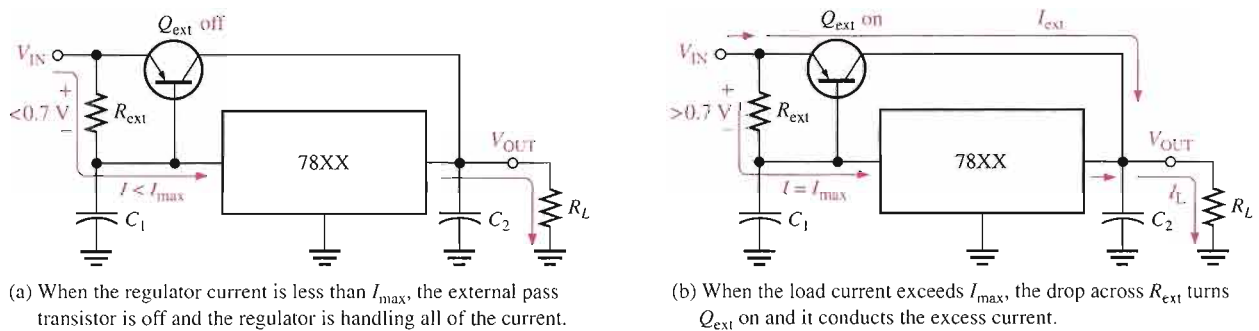 Q_ext off
V_IN
+
<0.7 V
−
R_ext
78XX
V_OUT
I < I_max
C_1
C_2
R_L
(a) When the regulator current is less than I_max, the external pass
transistor is off and the regulator is handling all of the current.
Q_ext on
I_ext
V_IN
+
>0.7 V
−
R_ext
78XX
V_OUT
I = I_max
I_L
C_1
C_2
R_L
(b) When the load current exceeds I_max, the drop across R_ext turns
Q_ext on and it conducts the excess current.